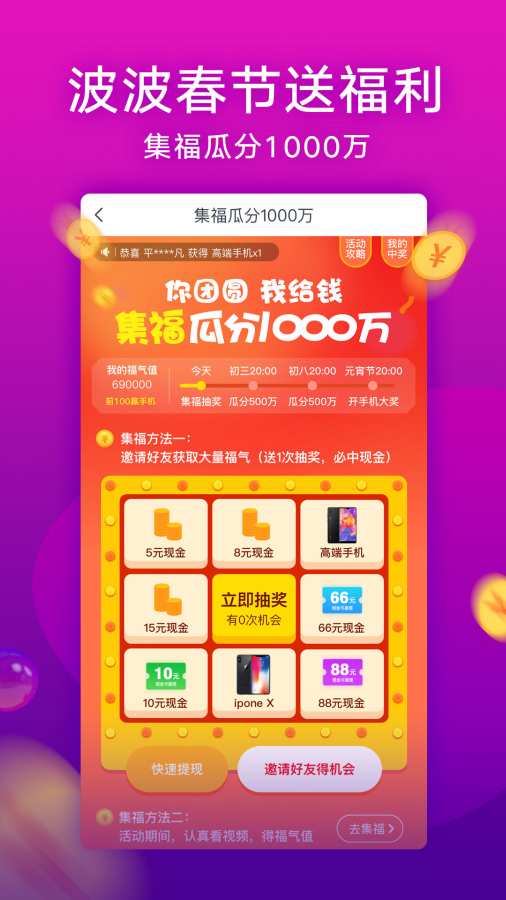 波波春节送福利
集福瓜分1000万
集福瓜分1000万
恭喜 平****凡 获得 高端手机x1
活动攻略
我的中奖
你团圆 我给钱
集福瓜分1000万
我的福气值
690000
前100赢手机
今天
初三20:00
初八20:00
元宵节20:00
集福抽奖
瓜分500万
瓜分500万
开手机大奖
集福方法一：
邀请好友获取大量福气（送1次抽奖，必中现金）
5元现金
8元现金
高端手机
15元现金
立即抽奖
有0次机会
66元
66元现金
10元
10元现金
ipone X
88元
88元现金
快速提现
邀请好友得机会
集福方法二：
活动期间，认真看视频，得福气值
去集福